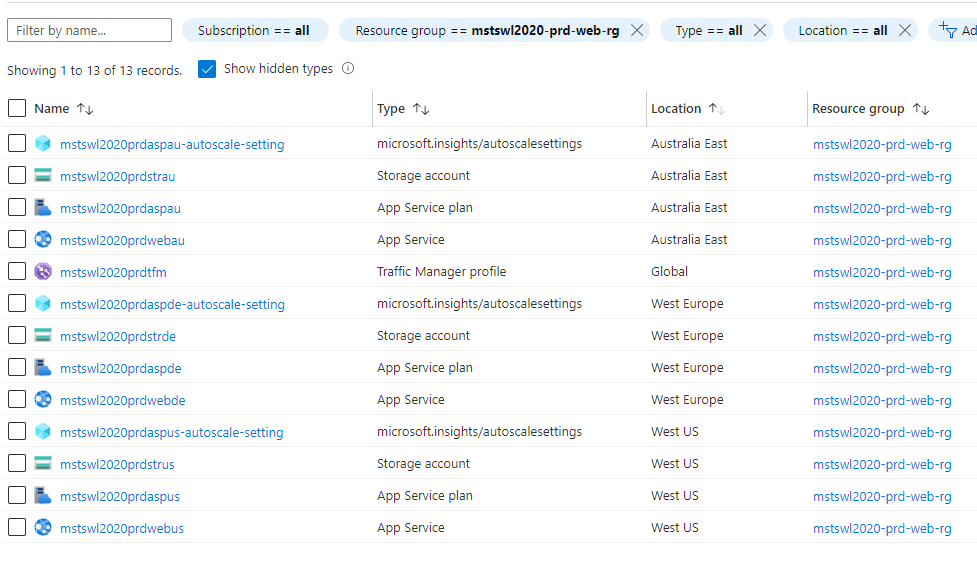 Filter by name... Subscription == all Resource group == mstswl2020-prd-web-rg Type == all Location == all Ad
Showing 1 to 13 of 13 records. Show hidden types
Name Type Location Resource group
mstswl2020prdaspau-autoscale-setting microsoft.insights/autoscalesettings Australia East mstswl2020-prd-web-rg
mstswl2020prdstrau Storage account Australia East mstswl2020-prd-web-rg
mstswl2020prdaspau App Service plan Australia East mstswl2020-prd-web-rg
mstswl2020prdwebau App Service Australia East mstswl2020-prd-web-rg
mstswl2020prdtfm Traffic Manager profile Global mstswl2020-prd-web-rg
mstswl2020prdaspde-autoscale-setting microsoft.insights/autoscalesettings West Europe mstswl2020-prd-web-rg
mstswl2020prdstrde Storage account West Europe mstswl2020-prd-web-rg
mstswl2020prdaspde App Service plan West Europe mstswl2020-prd-web-rg
mstswl2020prdwebde App Service West Europe mstswl2020-prd-web-rg
mstswl2020prdaspus-autoscale-setting microsoft.insights/autoscalesettings West US mstswl2020-prd-web-rg
mstswl2020prdstrus Storage account West US mstswl2020-prd-web-rg
mstswl2020prdaspus App Service plan West US mstswl2020-prd-web-rg
mstswl2020prdwebus App Service West US mstswl2020-prd-web-rg